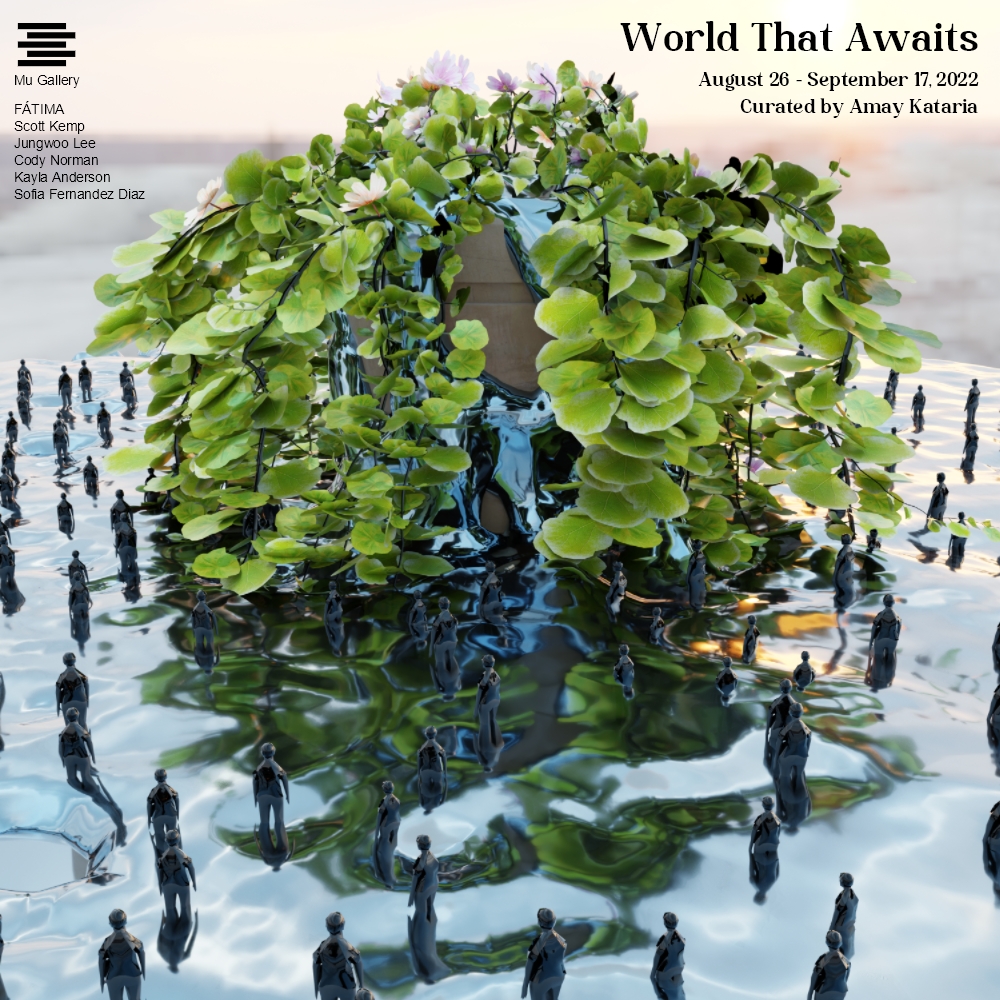 Mu Gallery
FÁTIMA
Scott Kemp
Jungwoo Lee
Cody Norman
Kayla Anderson
Sofia Fernandez Diaz
World That Awaits
August 26 - September 17, 2022
Curated by Amay Kataria